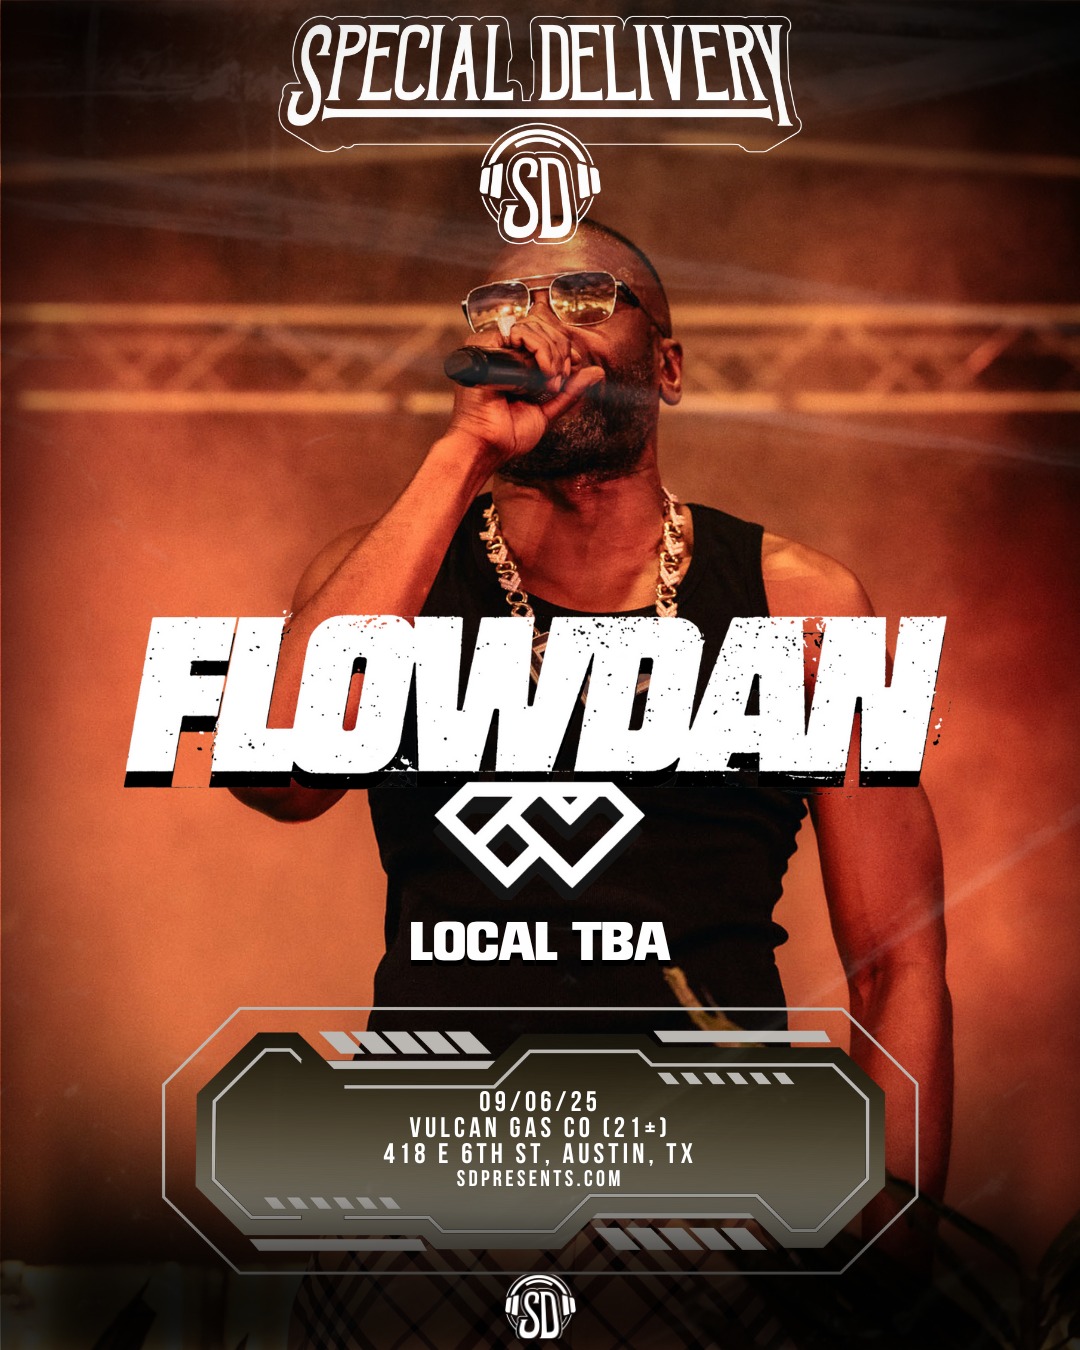 SPECIAL DELIVERY
SD
FLOWDAN
LOCAL TBA
09/06/25
VULCAN GAS CO (21±)
418 E 6TH ST, AUSTIN, TX
SDPRESENTS.COM
SD